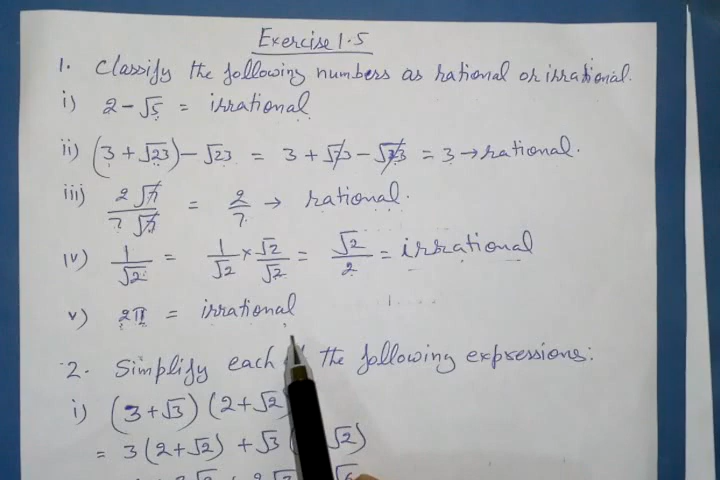 Exercise 1.5
1. Classify the following numbers as rational or irrational.
i) 2 - √5 = irrational
ii) (3 + √23) - √23 = 3 + √23 - √23 = 3 → rational.
iii) 2√7 / 7√7 = 2/7 → rational.
iv) 1/√2 = 1/√2 × √2/√2 = √2/2 = irrational
v) 2π = irrational
2. Simplify each the following expressions:
i) (3+√3) (2+√2
= 3(2+√2) + √3 √2)